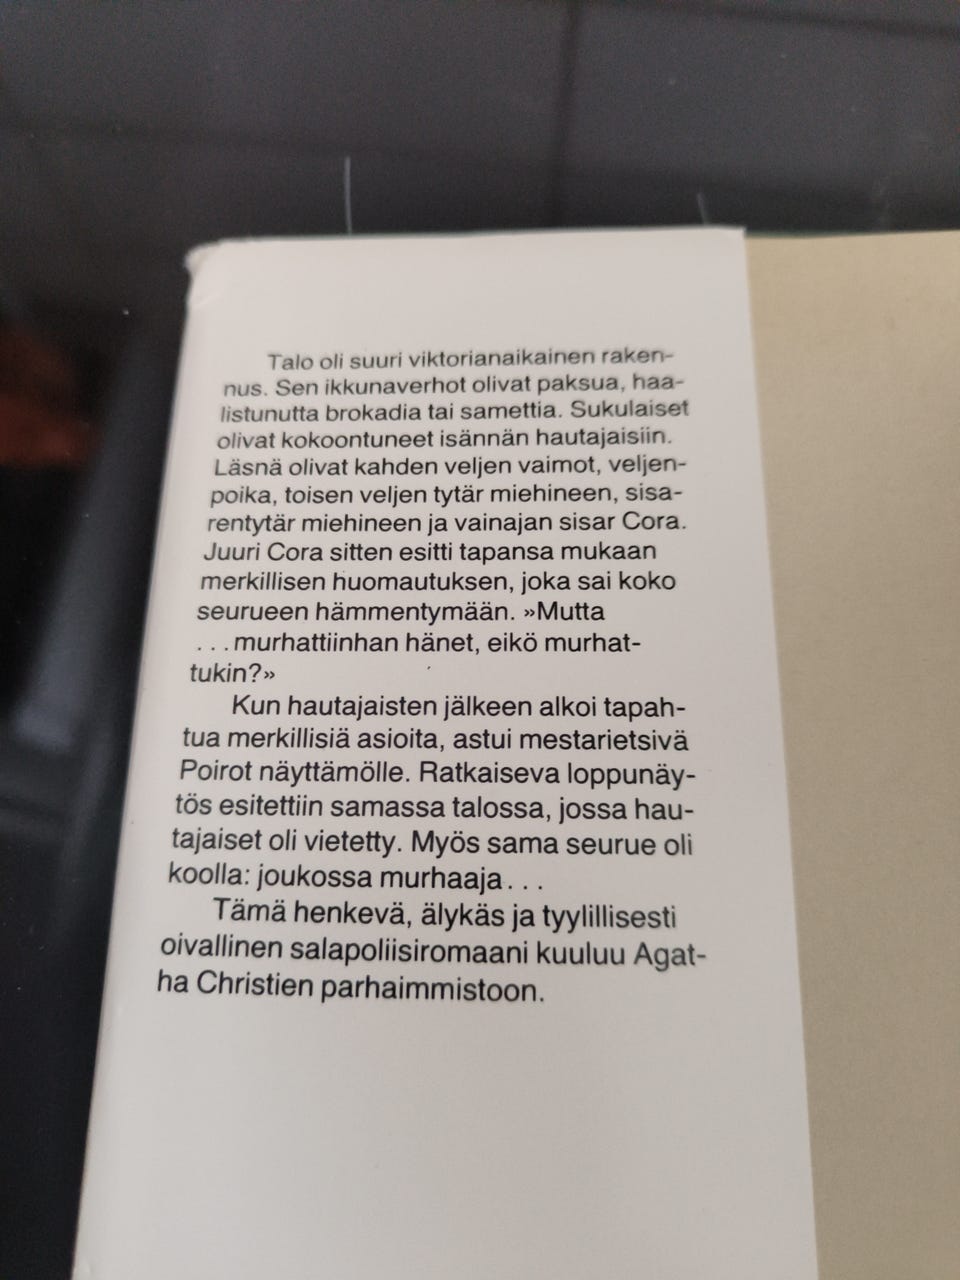 Talo oli suuri viktorianaikainen raken-
nus. Sen ikkunaverhot olivat paksua, haa-
listunutta brokadia tai samettia. Sukulaiset
olivat kokoontuneet isännän hautajaisiin.
Läsnä olivat kahden veljen vaimot, veljen-
poika, toisen veljen tytär miehineen, sisa-
rentytär miehineen ja vainajan sisar Cora.
Juuri Cora sitten esitti tapansa mukaan
merkillisen huomautuksen, joka sai koko
seurueen hämmentymään. »Mutta
...murhattiinhan hänet, eikö murhat-
tukin?»
Kun hautajaisten jälkeen alkoi tapah-
tua merkillisiä asioita, astui mestarietsivä
Poirot näyttämölle. Ratkaiseva loppunäy-
tös esitettiin samassa talossa, jossa hau-
tajaiset oli vietetty. Myös sama seurue oli
koolla: joukossa murhaaja...
Tämä henkevä, älykäs ja tyylillisesti
oivallinen salapoliisiromaani kuuluu Agat-
ha Christien parhaimmistoon.